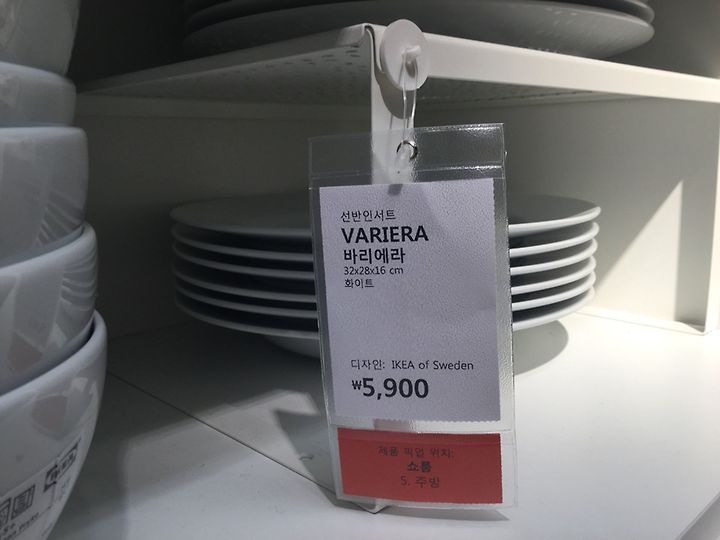 선반인서트
VARIERA
바리에라
32x28x16 cm
화이트
디자인: IKEA of Sweden
₩5,900
제품 픽업 위치:
쇼룸
5. 주방